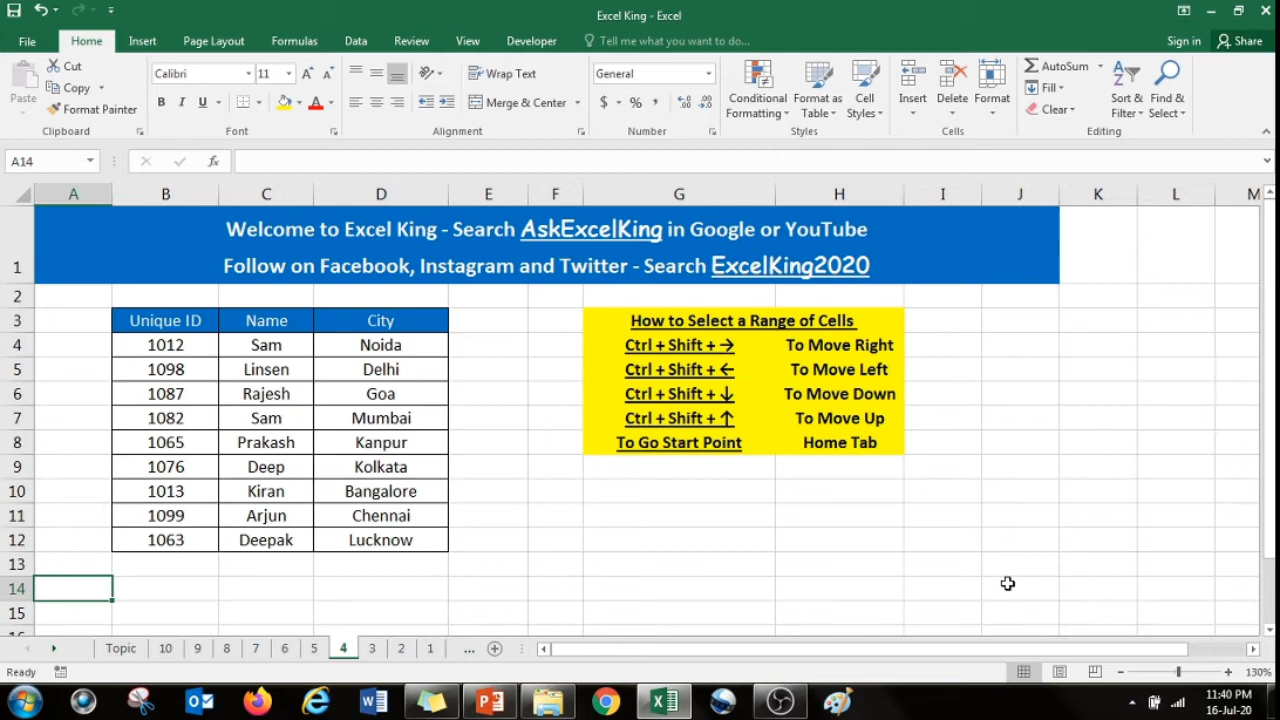 Excel King - Excel
File Home Insert Page Layout Formulas Data Review View Developer Tell me what you want to do... Sign in Share
Paste
Cut
Copy
Format Painter
Clipboard
Calibri 11
B I U
Font
Wrap Text
Merge & Center
Alignment
General
$ % ,
Number
Conditional Formatting
Format as Table
Cell Styles
Styles
Insert Delete Format
Cells
AutoSum
Fill
Clear
Sort & Filter
Find & Select
Editing
A14 fx
A B C D E F G H I J K L M
1
Welcome to Excel King - Search AskExcelKing in Google or YouTube
Follow on Facebook, Instagram and Twitter - Search ExcelKing2020
2
3 Unique ID Name City How to Select a Range of Cells
4 1012 Sam Noida Ctrl + Shift + → To Move Right
5 1098 Linsen Delhi Ctrl + Shift + ← To Move Left
6 1087 Rajesh Goa Ctrl + Shift + ↓ To Move Down
7 1082 Sam Mumbai Ctrl + Shift + ↑ To Move Up
8 1065 Prakash Kanpur To Go Start Point Home Tab
9 1076 Deep Kolkata
10 1013 Kiran Bangalore
11 1099 Arjun Chennai
12 1063 Deepak Lucknow
13
14
15
Topic 10 9 8 7 6 5 4 3 2 1 ...
Ready 130%
11:40 PM
16-Jul-20